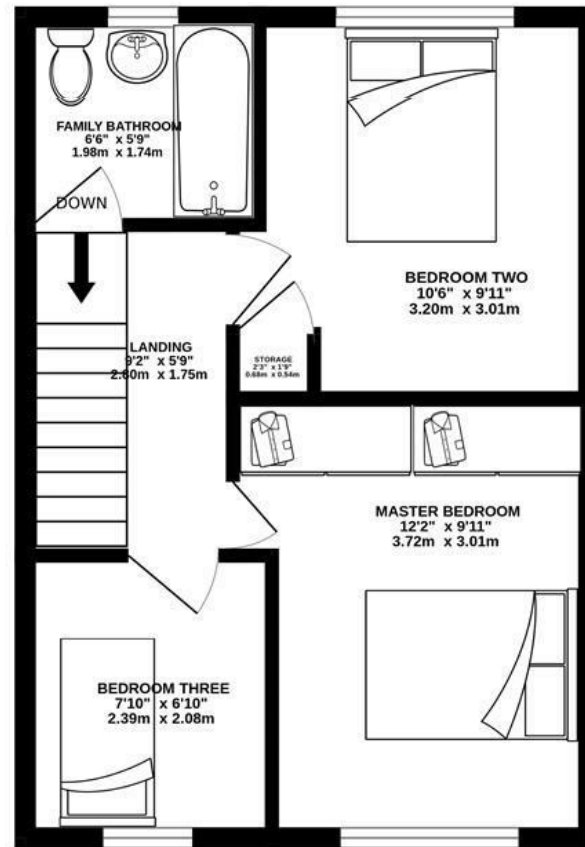 FAMILY BATHROOM
6'6" x 5'9"
1.98m x 1.74m
DOWN
BEDROOM TWO
10'6" x 9'11"
3.20m x 3.01m
LANDING
9'2" x 5'9"
2.80m x 1.75m
STORAGE
2'3" x 1'9"
0.68m x 0.54m
MASTER BEDROOM
12'2" x 9'11"
3.72m x 3.01m
BEDROOM THREE
7'10" x 6'10"
2.39m x 2.08m